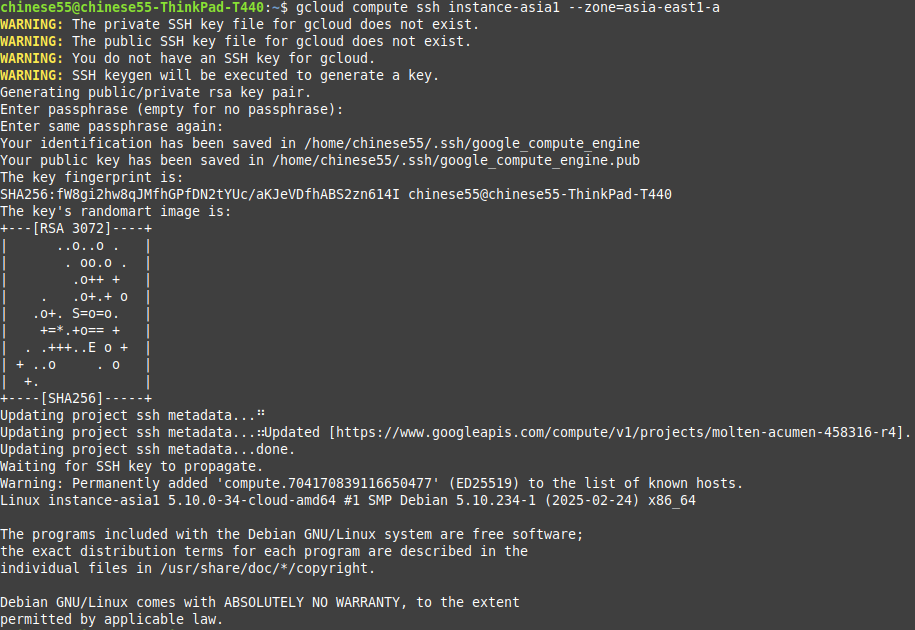 chinese55@chinese55-ThinkPad-T440:~$ gcloud compute ssh instance-asia1 --zone=asia-east1-a
WARNING: The private SSH key file for gcloud does not exist.
WARNING: The public SSH key file for gcloud does not exist.
WARNING: You do not have an SSH key for gcloud.
WARNING: SSH keygen will be executed to generate a key.
Generating public/private rsa key pair.
Enter passphrase (empty for no passphrase):
Enter same passphrase again:
Your identification has been saved in /home/chinese55/.ssh/google_compute_engine
Your public key has been saved in /home/chinese55/.ssh/google_compute_engine.pub
The key fingerprint is:
SHA256:fW8gi2hw8qJMfhGPfDN2tYUc/aKJeVDfhABS2zn614I chinese55@chinese55-ThinkPad-T440
The key's randomart image is:
+---[RSA 3072]----+
|      ..o..o .   |
|       . oo.o .  |
|        .o++ +   |
|    .   .o+.+ o  |
|   .o+. S=o=o.   |
|    +=*.+o== +   |
|  . .+++..E o +  |
| + ..o     . o   |
|  +.             |
+----[SHA256]-----+
Updating project ssh metadata...⠛
Updating project ssh metadata...⠶Updated [https://www.googleapis.com/compute/v1/projects/molten-acumen-458316-r4].
Updating project ssh metadata...done.
Waiting for SSH key to propagate.
Warning: Permanently added 'compute.704170839116650477' (ED25519) to the list of known hosts.
Linux instance-asia1 5.10.0-34-cloud-amd64 #1 SMP Debian 5.10.234-1 (2025-02-24) x86_64

The programs included with the Debian GNU/Linux system are free software;
the exact distribution terms for each program are described in the
individual files in /usr/share/doc/*/copyright.

Debian GNU/Linux comes with ABSOLUTELY NO WARRANTY, to the extent
permitted by applicable law.